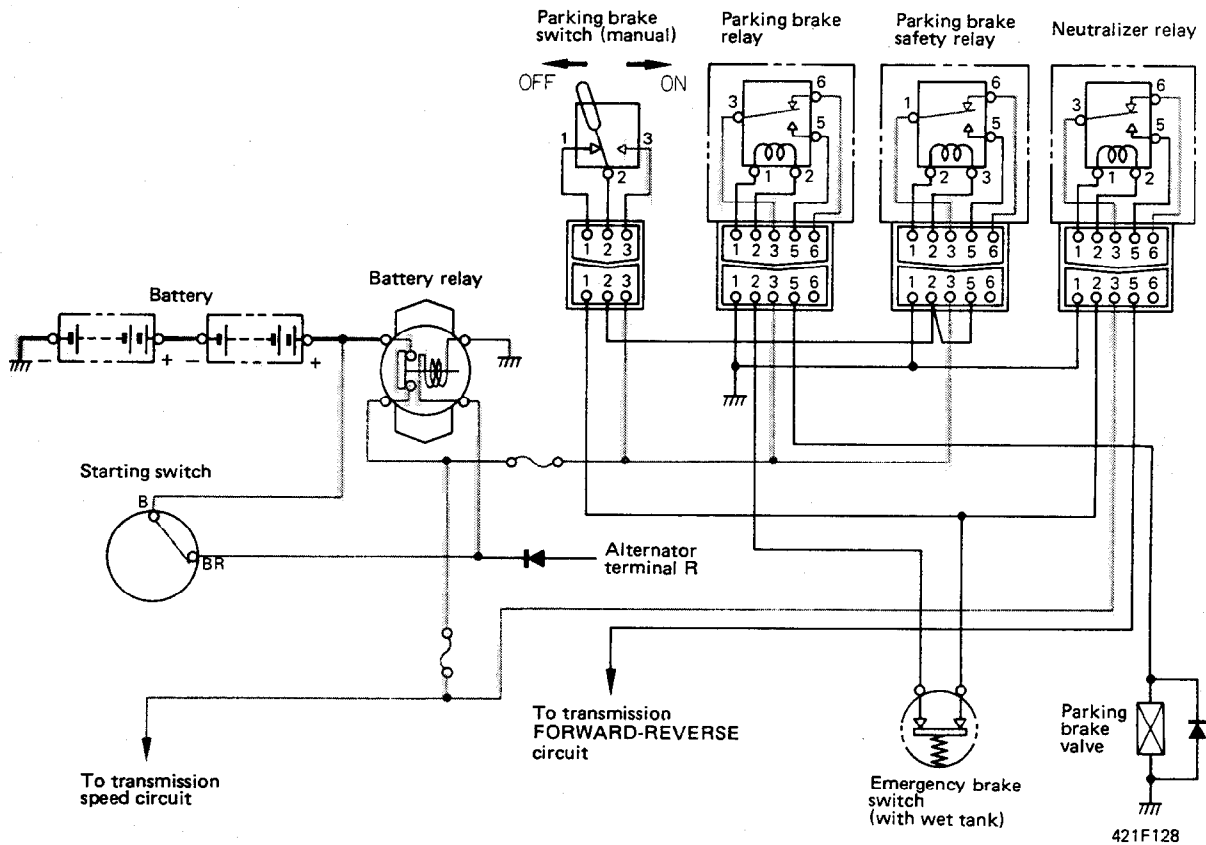 Parking brake
switch (manual)
Parking brake
relay
Parking brake
safety relay
Neutralizer relay
OFF
ON
1
3
2
3
6
5
1
2
1
6
5
2
3
3
6
5
1
2
1 2 3
1 2 3 5 6
1 2 3 5 6
1 2 3 5 6
1 2 3
1 2 3 5 6
1 2 3 5 6
1 2 3 5 6
Battery
Battery relay
− + − +
Starting switch
B
BR
Alternator
terminal R
To transmission
speed circuit
To transmission
FORWARD-REVERSE
circuit
Emergency brake
switch
(with wet tank)
Parking
brake
valve
421F128